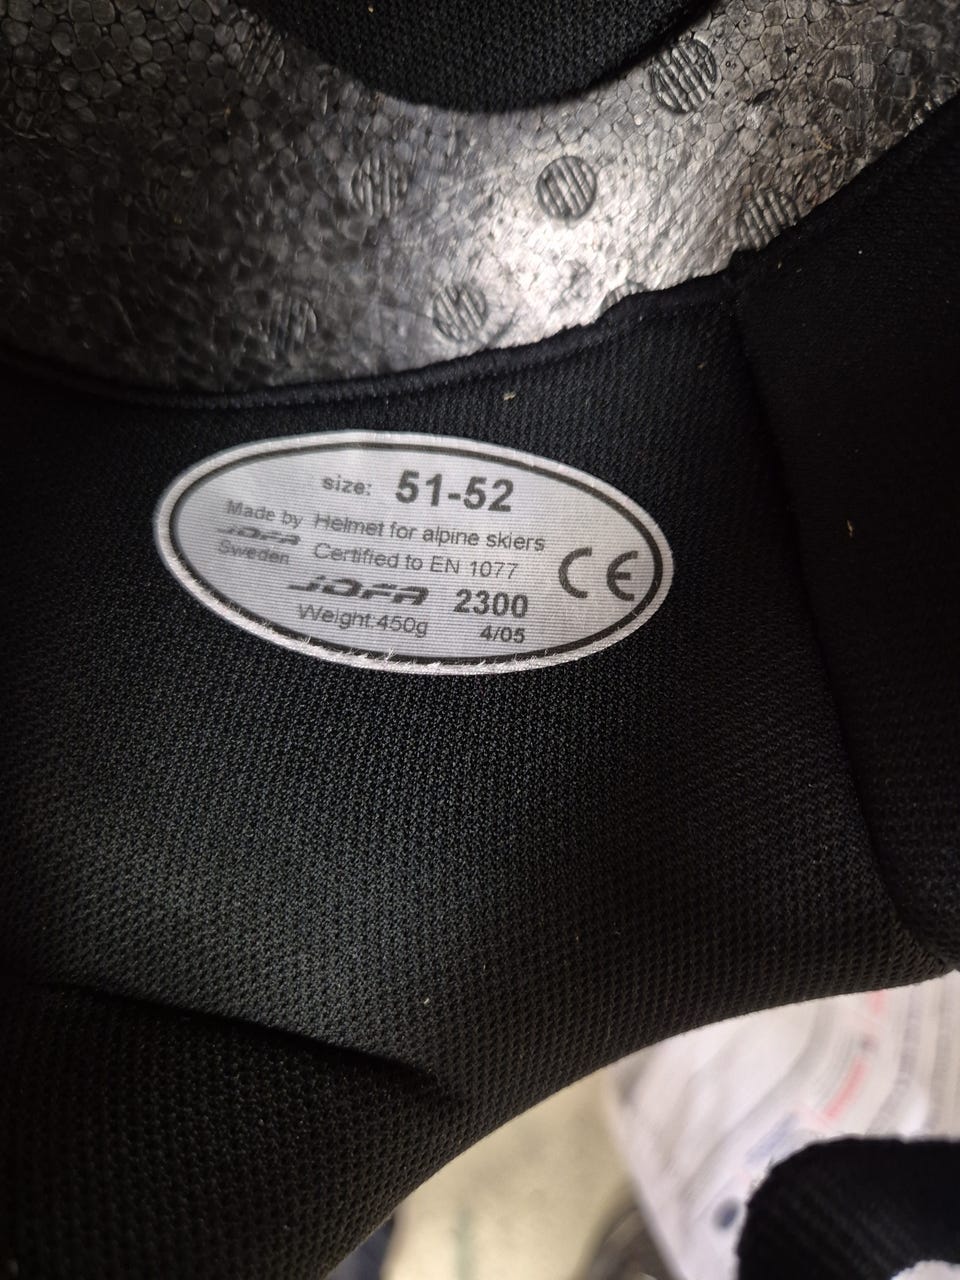 size: 51-52
Made by Helmet for alpine skiers
JOFA
Sweden Certified to EN 1077
CE
JOFA 2300
Weight 450g 4/05